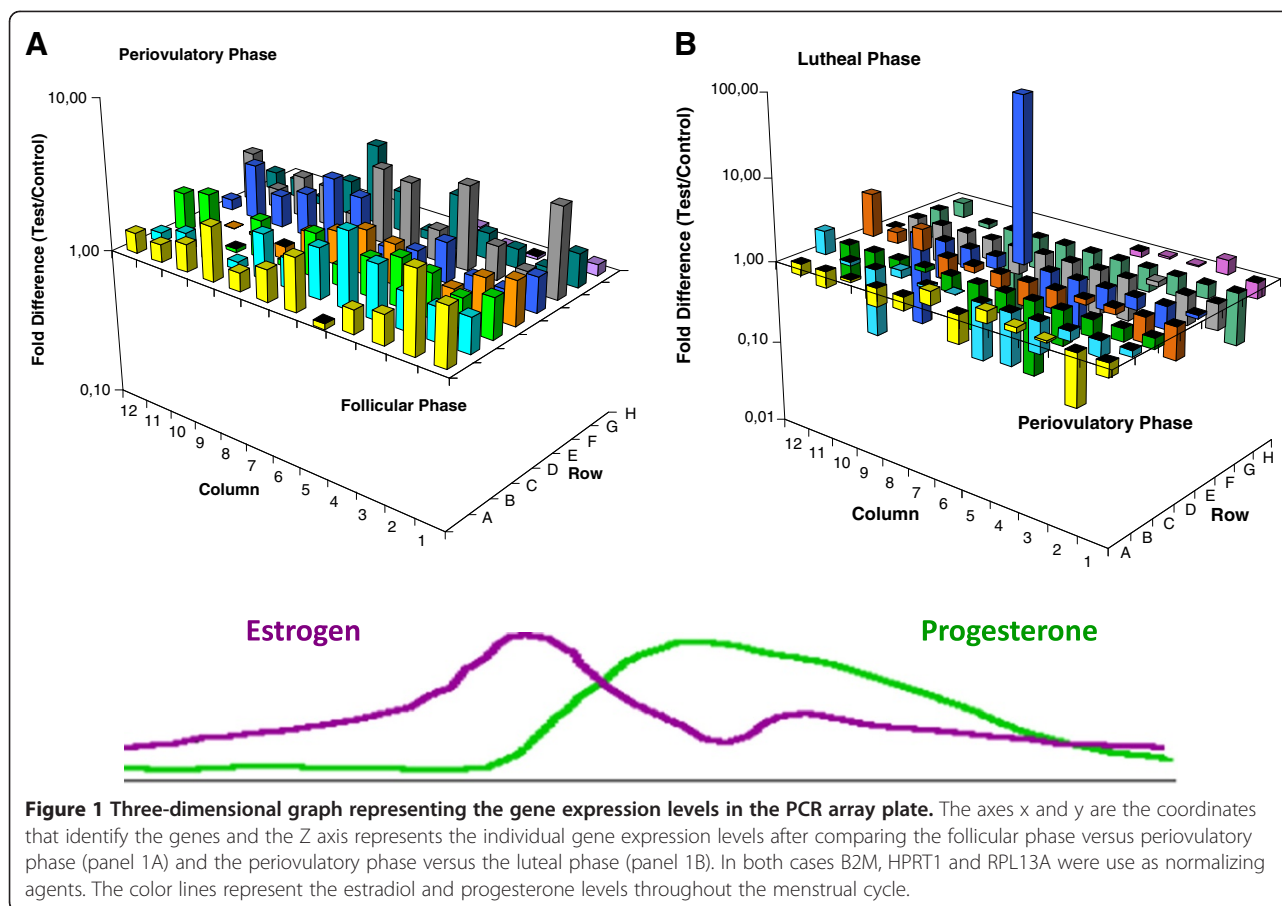 A
Periovulatory Phase
10,00
1.00
0,10
Fold Difference (Test/Control)
Follicular Phase
12 11 10 9 8 7 6 5 4 3 2 1
Column
A B C D E F G H
Row
B
Lutheal Phase
100,00
10,00
1,00
0,10
0,01
Fold Difference (Test/Control)
Periovulatory Phase
12 11 10 9 8 7 6 5 4 3 2 1
Column
A B C D E F G H
Row
Estrogen
Progesterone
Figure 1 Three-dimensional graph representing the gene expression levels in the PCR array plate. The axes x and y are the coordinates
that identify the genes and the Z axis represents the individual gene expression levels after comparing the follicular phase versus periovulatory
phase (panel 1A) and the periovulatory phase versus the luteal phase (panel 1B). In both cases B2M, HPRT1 and RPL13A were use as normalizing
agents. The color lines represent the estradiol and progesterone levels throughout the menstrual cycle.